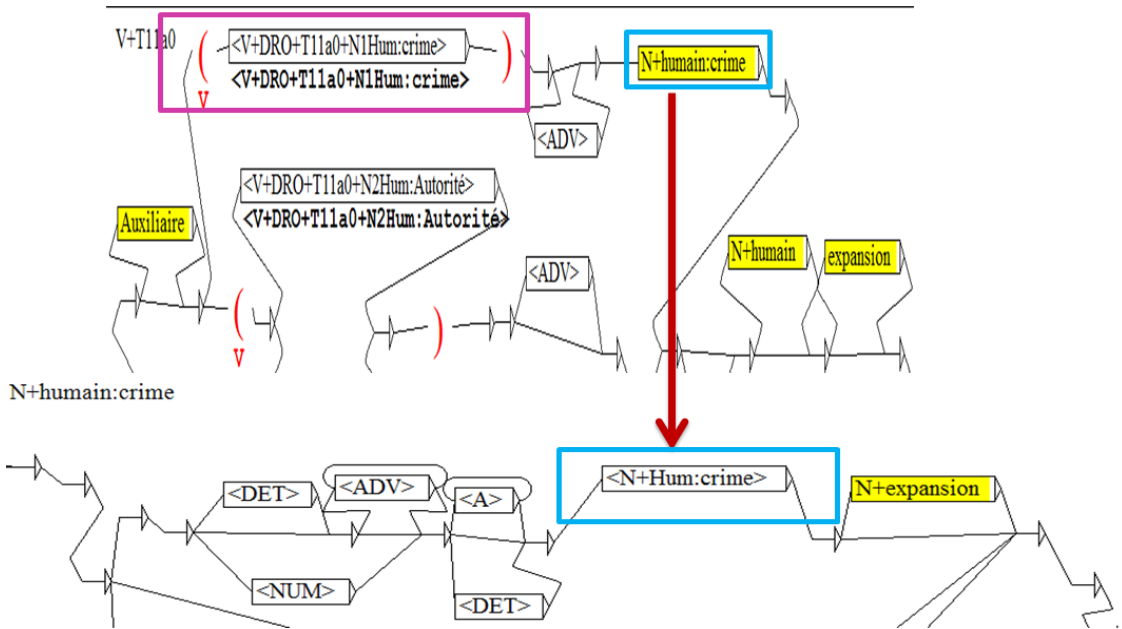 V+T11a0
( <V+DRO+T11a0+N1Hum:crime> )
<V+DRO+T11a0+N1Hum:crime>
v
N+humain:crime
<ADV>
<V+DRO+T11a0+N2Hum:Autorité>
<V+DRO+T11a0+N2Hum:Autorité>
Auxiliaire
N+humain
expansion
<ADV>
( )
v
N+humain:crime
<N+Hum:crime>
<DET>
<ADV>
<A>
N+expansion
<NUM>
<DET>